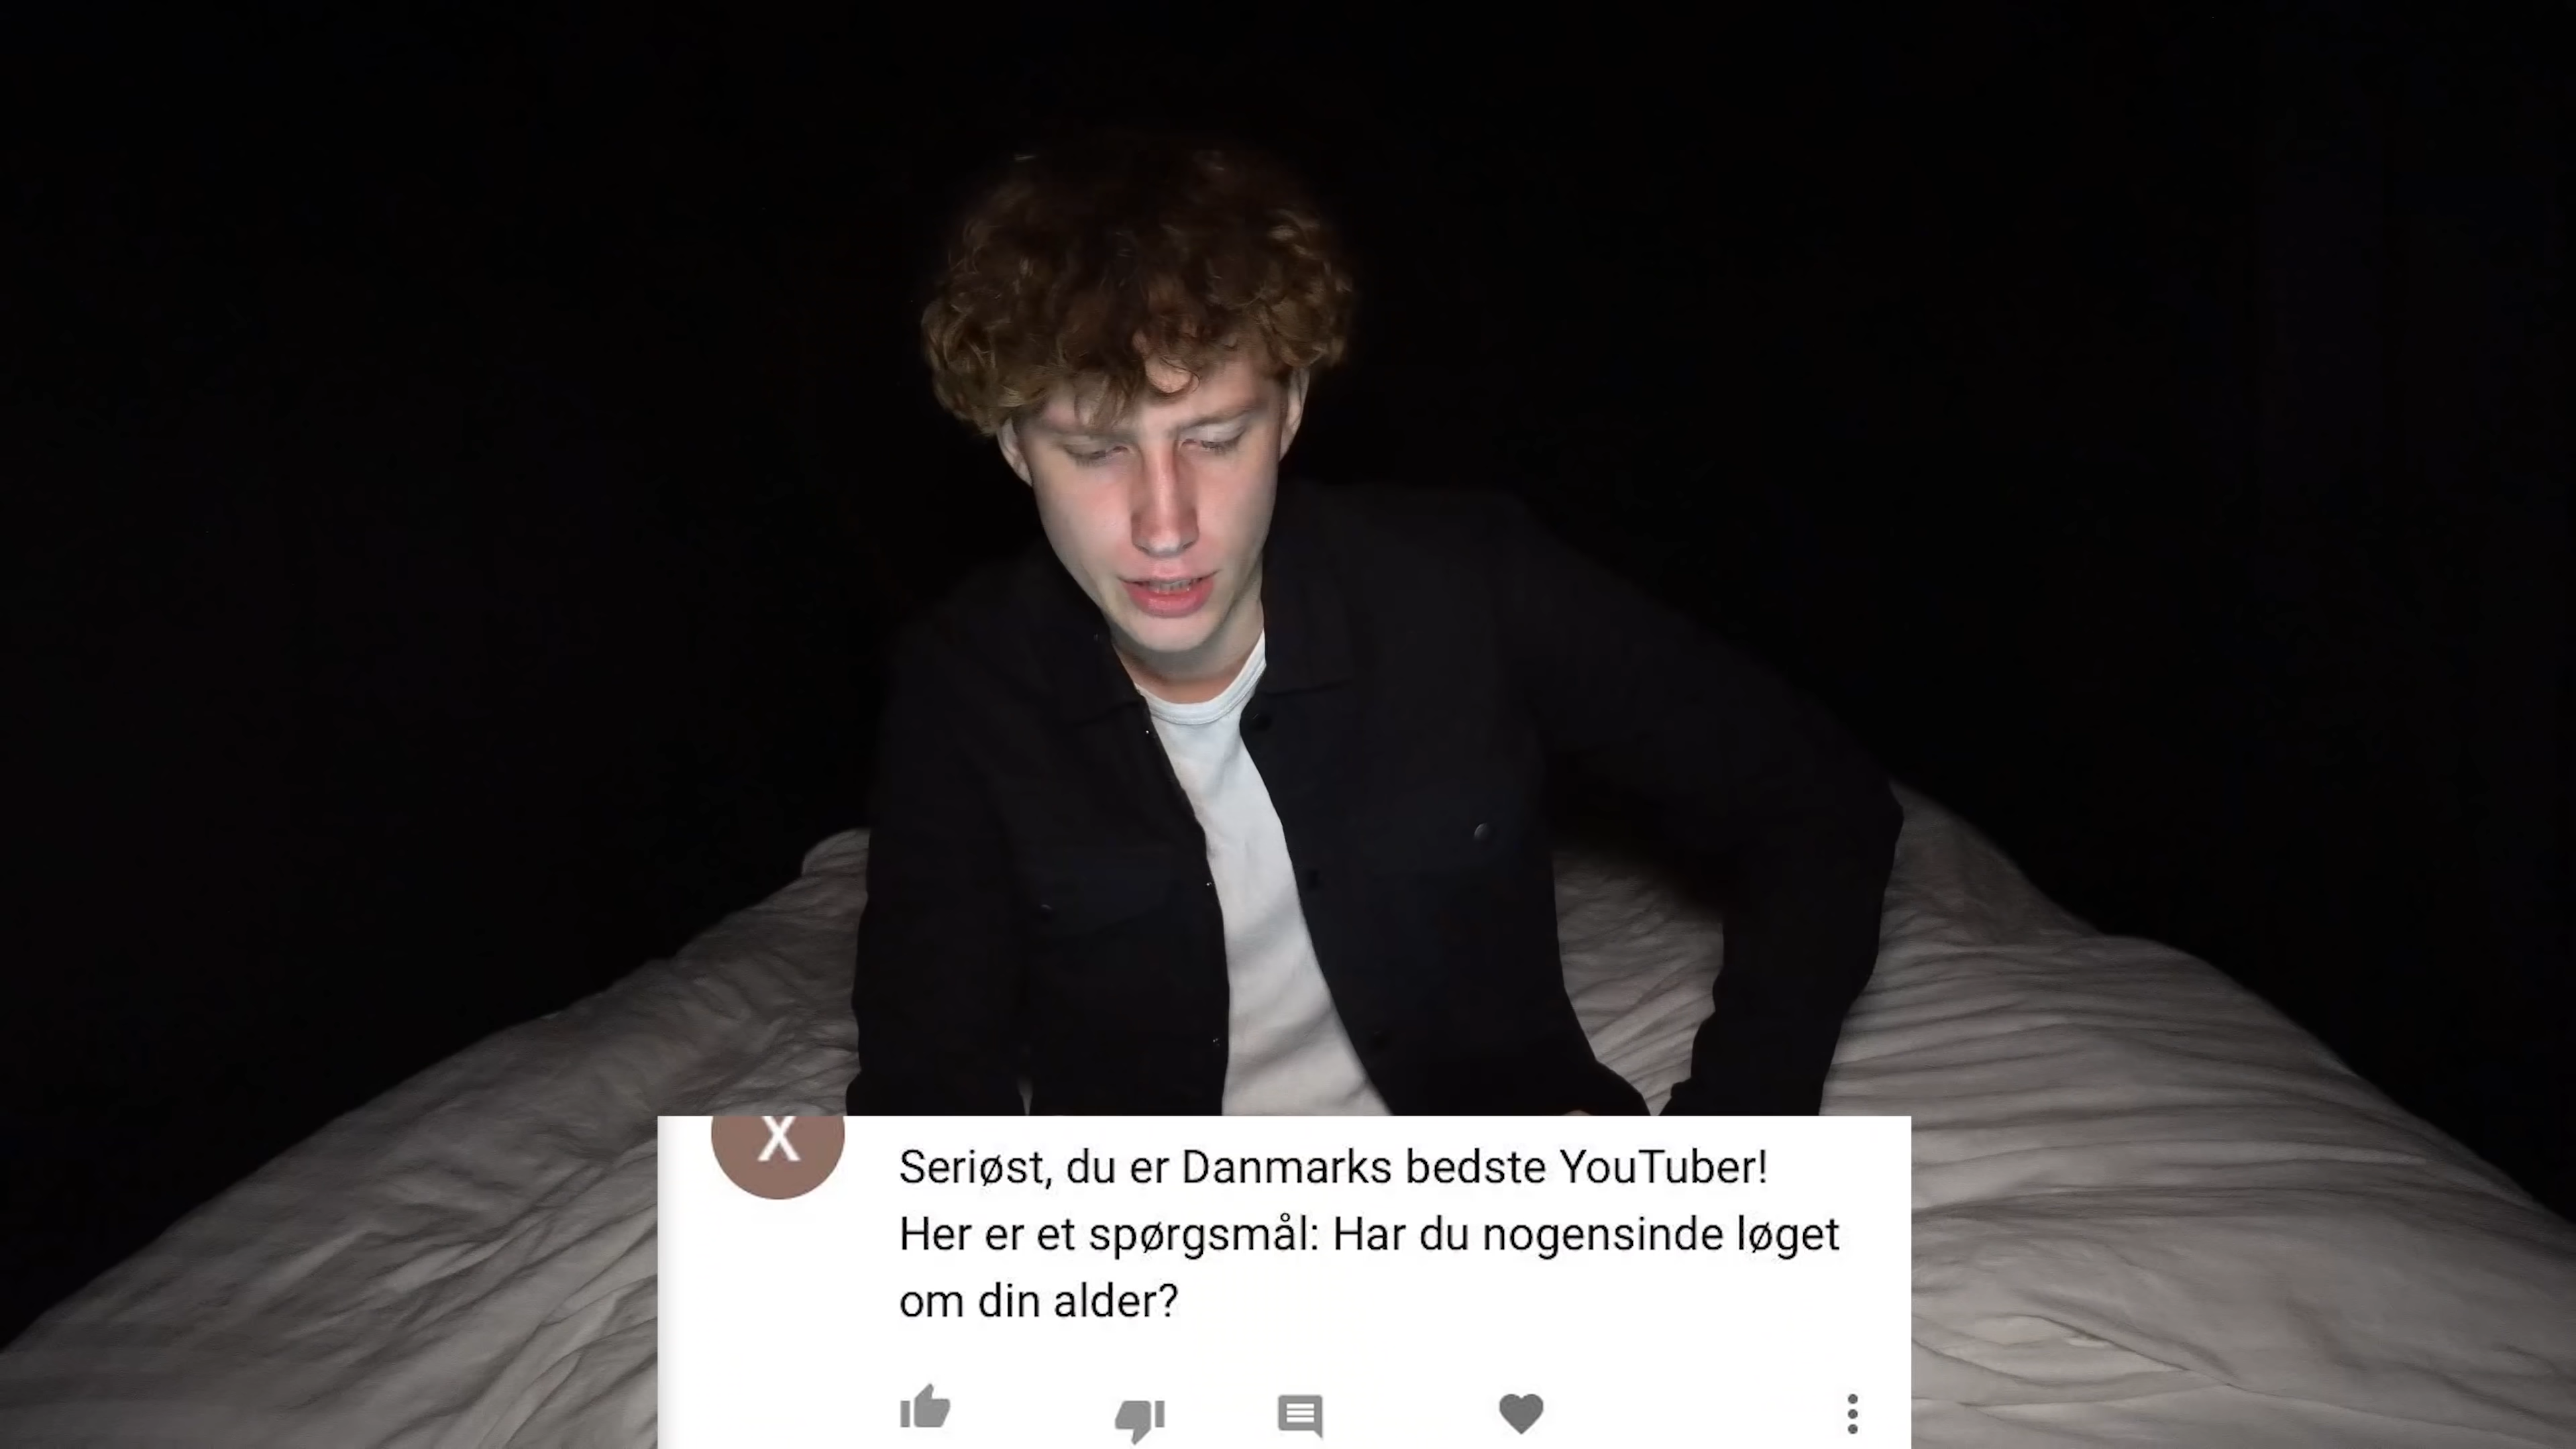 X
Seriøst, du er Danmarks bedste YouTuber!
Her er et spørgsmål: Har du nogensinde løget
om din alder?